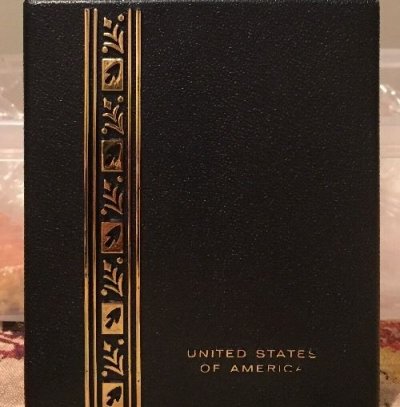 UNITED STATES
OF AMERICA